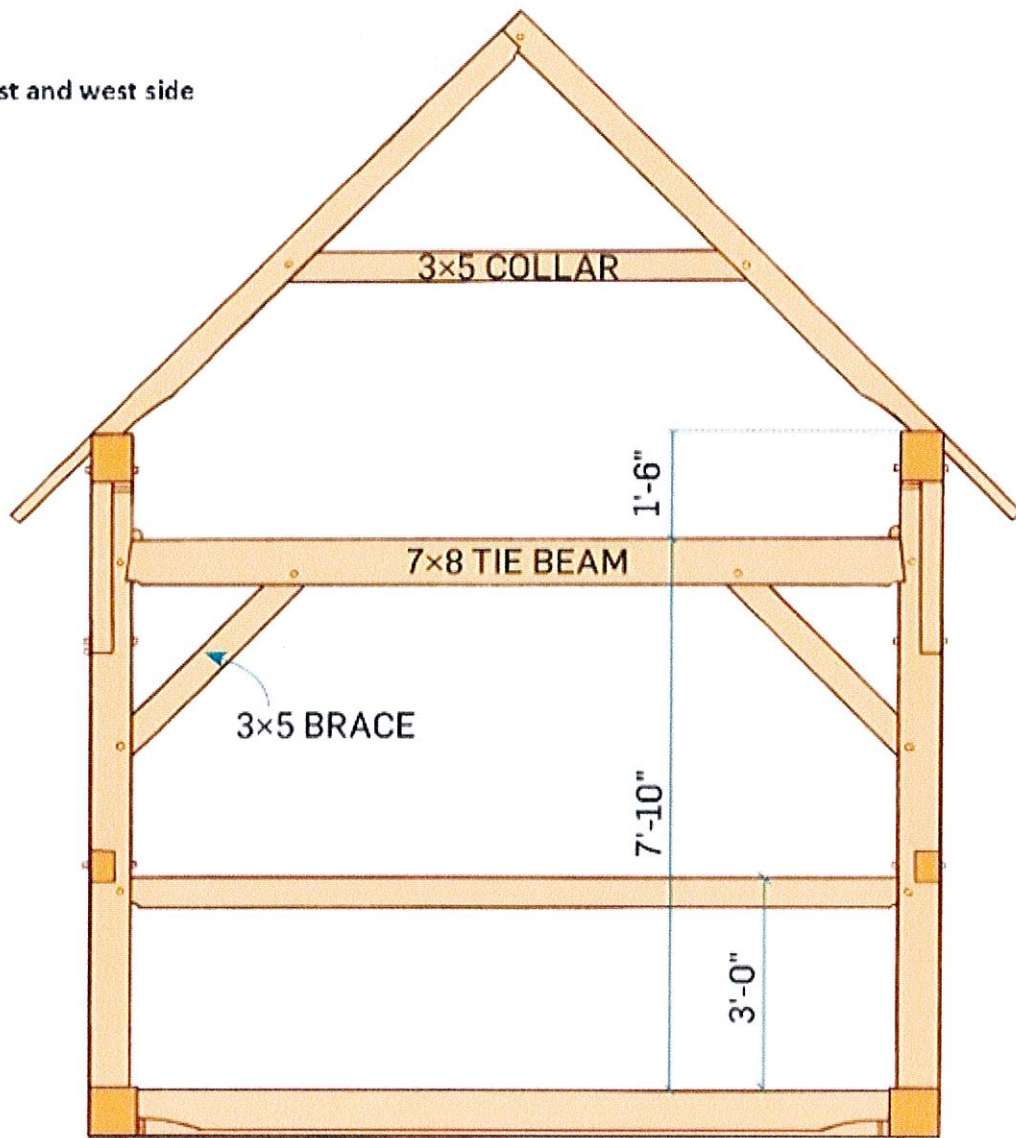 and west side
3×5 COLLAR
1'-6"
7×8 TIE BEAM
3×5 BRACE
7'-10"
3'-0"